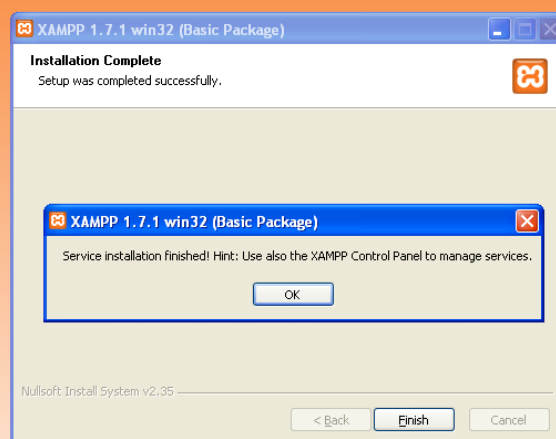 XAMPP 1.7.1 win32 (Basic Package)
Installation Complete
Setup was completed successfully.
XAMPP 1.7.1 win32 (Basic Package)
Service installation finished! Hint: Use also the XAMPP Control Panel to manage services.
OK
Nullsoft Install System v2.35
< Back Finish Cancel